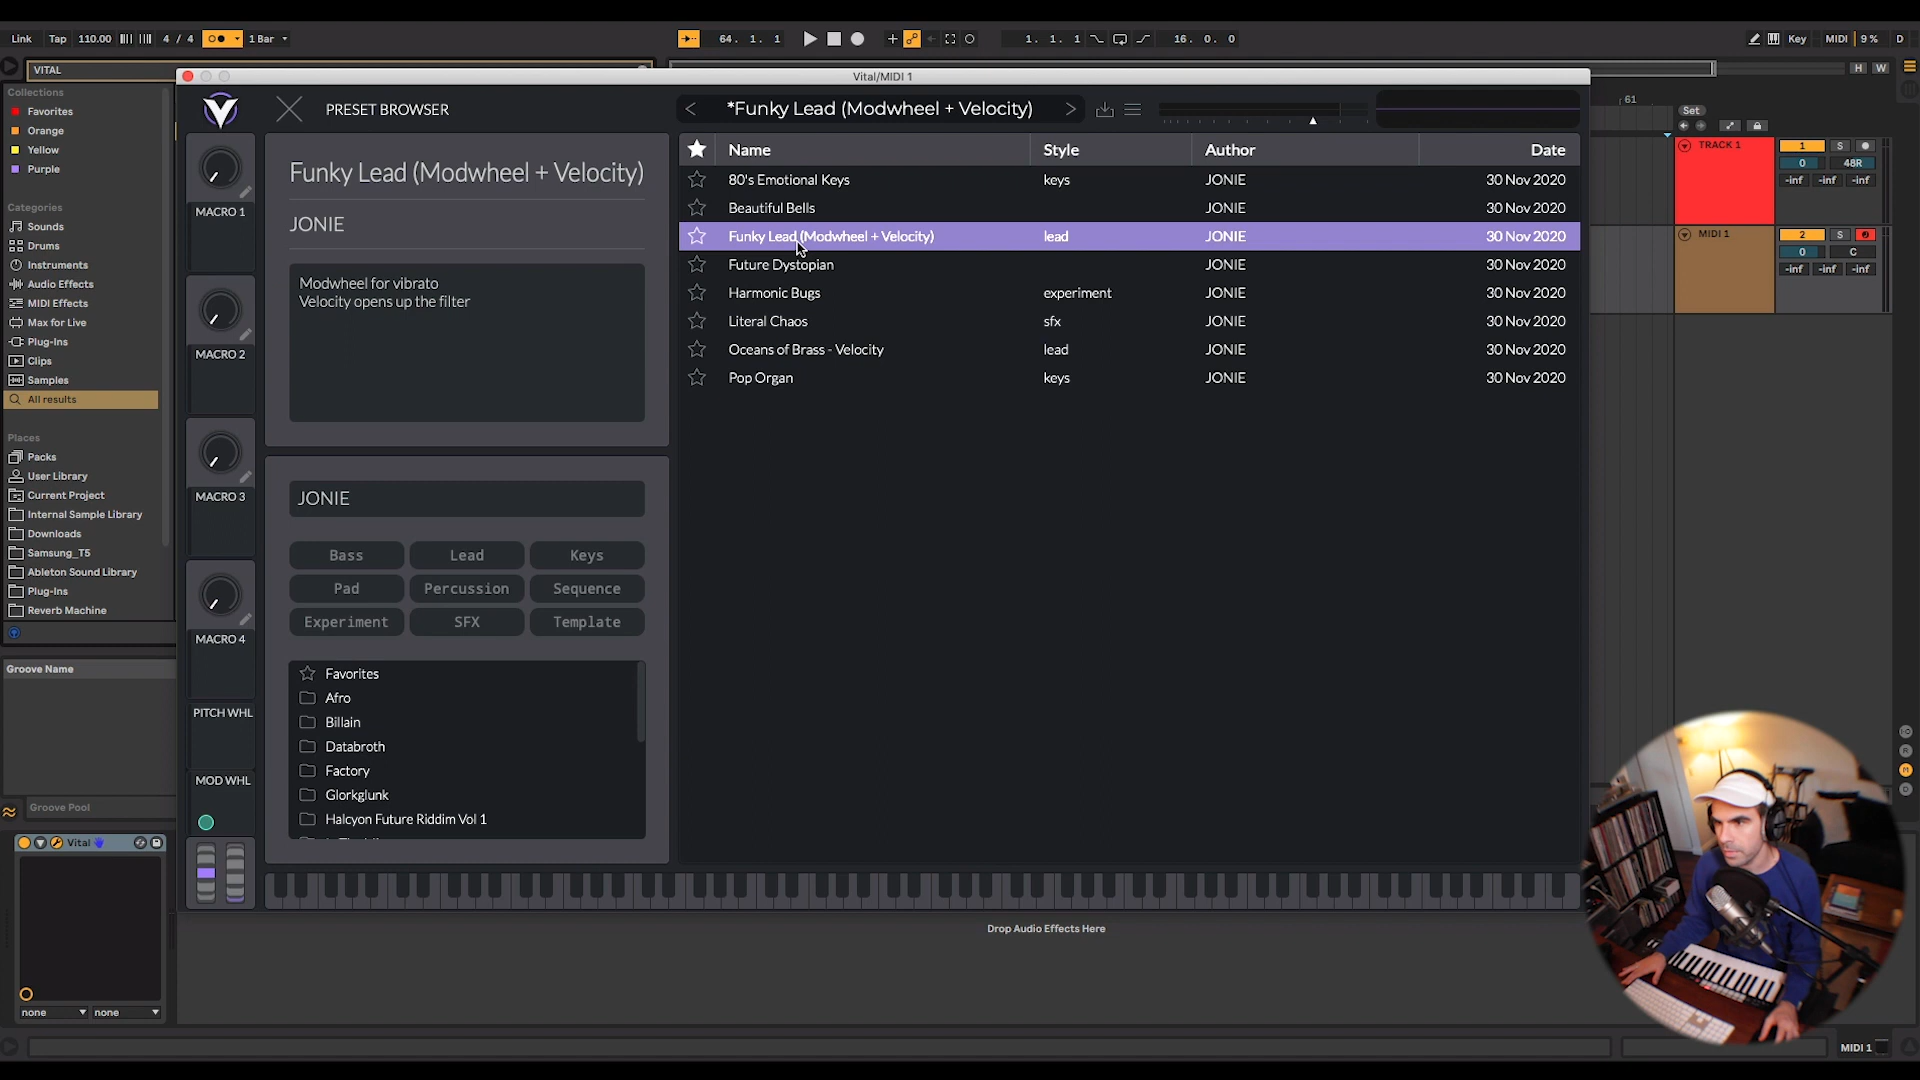 Link Tap 110.00 4 / 4 1 Bar 64. 1. 1 1. 1. 1 16. 0. 0 Key MIDI 9 % D
VITAL
Vital/MIDI 1
H W
Collections
Favorites
Orange
Yellow
Purple
Categories
Sounds
Drums
Instruments
Audio Effects
MIDI Effects
Max for Live
Plug-Ins
Clips
Samples
All results
Places
Packs
User Library
Current Project
Internal Sample Library
Downloads
Samsung_T5
Ableton Sound Library
Plug-Ins
Reverb Machine
Groove Name
Groove Pool
Vital
none none
PRESET BROWSER
*Funky Lead (Modwheel + Velocity)
MACRO 1
MACRO 2
MACRO 3
MACRO 4
PITCH WHL
MOD WHL
Funky Lead (Modwheel + Velocity)
JONIE
Modwheel for vibrato
Velocity opens up the filter
JONIE
Bass Lead Keys
Pad Percussion Sequence
Experiment SFX Template
Favorites
Afro
Billain
Databroth
Factory
Glorkglunk
Halcyon Future Riddim Vol 1
Name Style Author Date
80's Emotional Keys keys JONIE 30 Nov 2020
Beautiful Bells JONIE 30 Nov 2020
Funky Lead (Modwheel + Velocity) lead JONIE 30 Nov 2020
Future Dystopian JONIE 30 Nov 2020
Harmonic Bugs experiment JONIE 30 Nov 2020
Literal Chaos sfx JONIE 30 Nov 2020
Oceans of Brass - Velocity lead JONIE 30 Nov 2020
Pop Organ keys JONIE 30 Nov 2020
61
Set
TRACK 1 1 S
0 48R
-inf -inf -inf
MIDI 1 2 S
0 C
-inf -inf -inf
Drop Audio Effects Here
MIDI 1